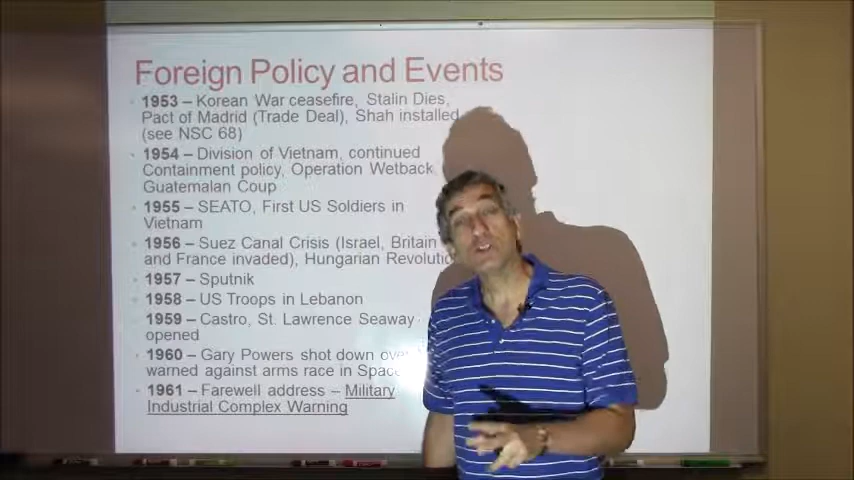 Foreign Policy and Events
1953 – Korean War ceasefire, Stalin Dies,
Pact of Madrid (Trade Deal), Shah installed
(see NSC 68)
1954 – Division of Vietnam, continued
Containment policy, Operation Wetback
Guatemalan Coup
1955 – SEATO, First US Soldiers in
Vietnam
1956 – Suez Canal Crisis (Israel, Britain
and France invaded), Hungarian
1957 – Sputnik
1958 – US Troops in Lebanon
1959 – Castro, St. Lawrence Seaway
opened
1960 – Gary Powers shot down
warned against arms race in
1961 – Farewell address – Military
Industrial Complex Warning